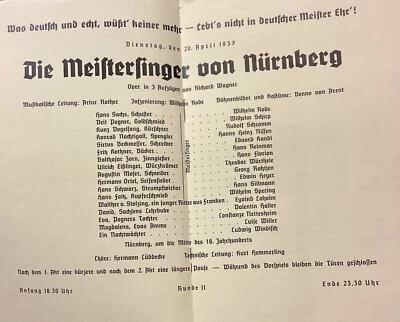 Was deutsch und echt, wüßt' keiner mehr — lebt's nicht in deutscher Meister Ehr'!
Dienstag, den 20. April 1937
Die Meistersinger von Nürnberg
Oper in 3 Aufzügen von Richard Wagner
Musikalische Leitung: Artur Rother Inszenierung: Wilhelm Rode Bühnenbilder und Kostüme: Benno von Arent
Hans Sachs, Schuster . Wilhelm Rode
Veit Pogner, Goldschmied . Wilhelm Schirp
Kunz Vogelsang, Kürschner . Rudolf Schramm
Konrad Nachtigall, Spengler . Hanns Heinz Nissen
Sixtus Beckmesser, Schreiber . Eduard Kandl
Fritz Kothner, Bäcker . Hans Reinmar
Balthasar Zorn, Zinngießer . Hans Florian
Ulrich Eißlinger, Würzkrämer . Theodor
Augustin Moser, Schneider .
Hermann Ortel, Seifensieder . Edwin Heyer
Hans Schwarz, Strumpfwirker . Hans
Hans Foltz, Kupferschmied . Wilhelm Spering
Meistersinger
Walther v. Stolzing, ein junger Ritter aus Franken . Eyvind Laholm
David, Sachsens Lehrbube . Valentin Haller
Eva, Pogners Tochter . Constanze Nettesheim
Magdalena, Evas Amme . Luise Willer
Ein Nachtwächter . Ludwig Windisch
Nürnberg, um die Mitte des 16. Jahrhunderts
Chöre: Hermann Lüddecke Technische Leitung: Kurt Hemmerling
Nach dem 1. Akt eine kürzere und nach dem 2. Akt eine längere Pause — Während des Vorspiels bleiben die Türen geschlossen
Anfang 18.30 Uhr Runde II Ende 23.30 Uhr